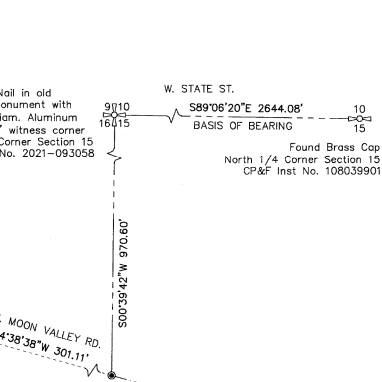 W. STATE ST.
Nail in old
onument with
iam. Aluminum
' witness corner
Corner Section 15
No. 2021-093058
9 10
16 15
S89°06'20"E 2644.08'
BASIS OF BEARING
10
15
Found Brass Cap
North 1/4 Corner Section 15
CP&F Inst No. 108039901
S00°39'42"W 970.60'
MOON VALLEY RD.
4°38'38"W 301.11'